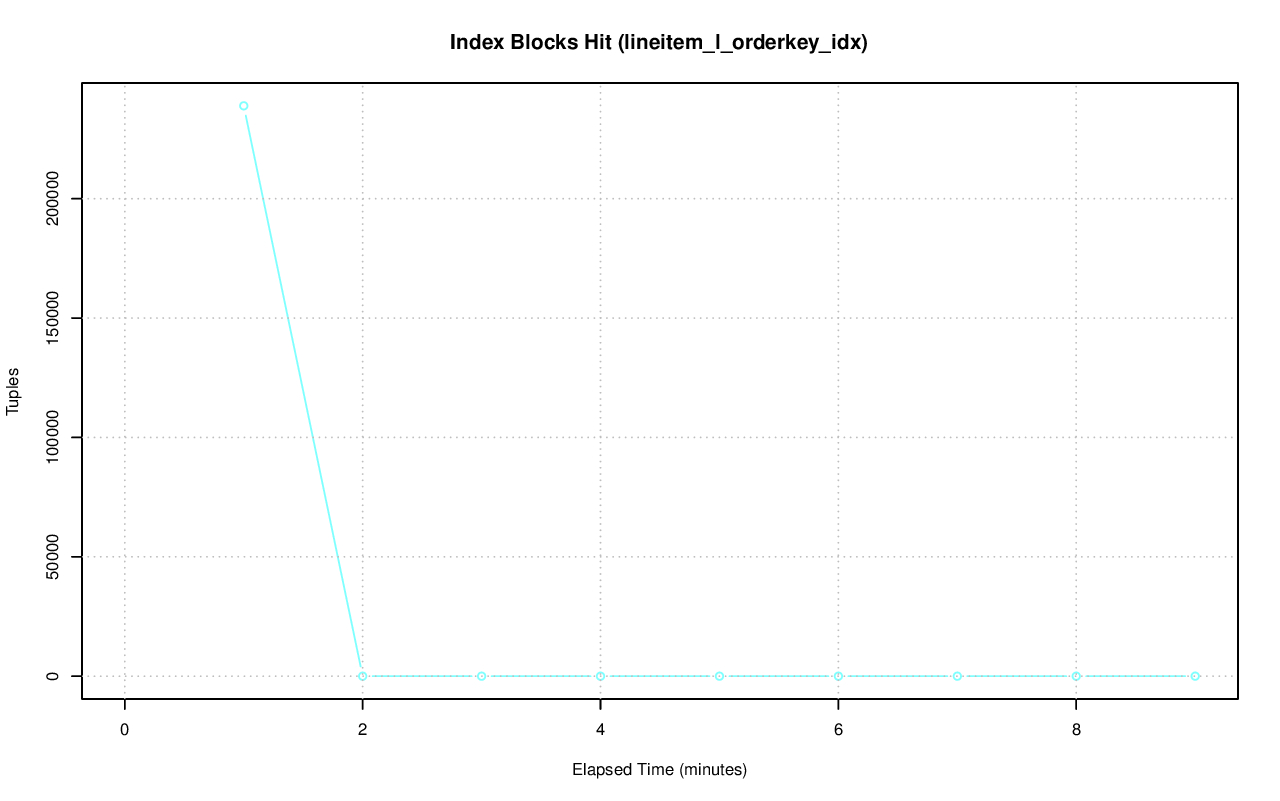 Index Blocks Hit (lineitem_l_orderkey_idx)
200000
150000
100000
50000
0
Tuples
0 2 4 6 8
Elapsed Time (minutes)